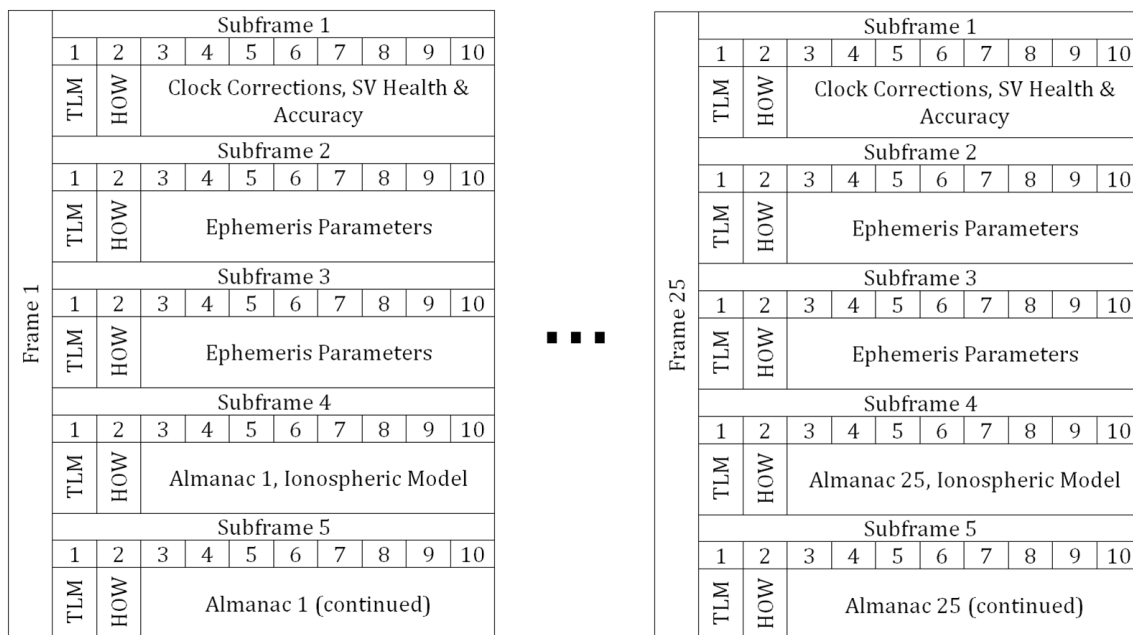 Frame 1
Subframe 1
1 2 3 4 5 6 7 8 9 10
TLM HOW Clock Corrections, SV Health &
Accuracy
Subframe 2
1 2 3 4 5 6 7 8 9 10
TLM HOW Ephemeris Parameters
Subframe 3
1 2 3 4 5 6 7 8 9 10
TLM HOW Ephemeris Parameters
Subframe 4
1 2 3 4 5 6 7 8 9 10
TLM HOW Almanac 1, Ionospheric Model
Subframe 5
1 2 3 4 5 6 7 8 9 10
TLM HOW Almanac 1 (continued)
...
Frame 25
Subframe 1
1 2 3 4 5 6 7 8 9 10
TLM HOW Clock Corrections, SV Health &
Accuracy
Subframe 2
1 2 3 4 5 6 7 8 9 10
TLM HOW Ephemeris Parameters
Subframe 3
1 2 3 4 5 6 7 8 9 10
TLM HOW Ephemeris Parameters
Subframe 4
1 2 3 4 5 6 7 8 9 10
TLM HOW Almanac 25, Ionospheric Model
Subframe 5
1 2 3 4 5 6 7 8 9 10
TLM HOW Almanac 25 (continued)